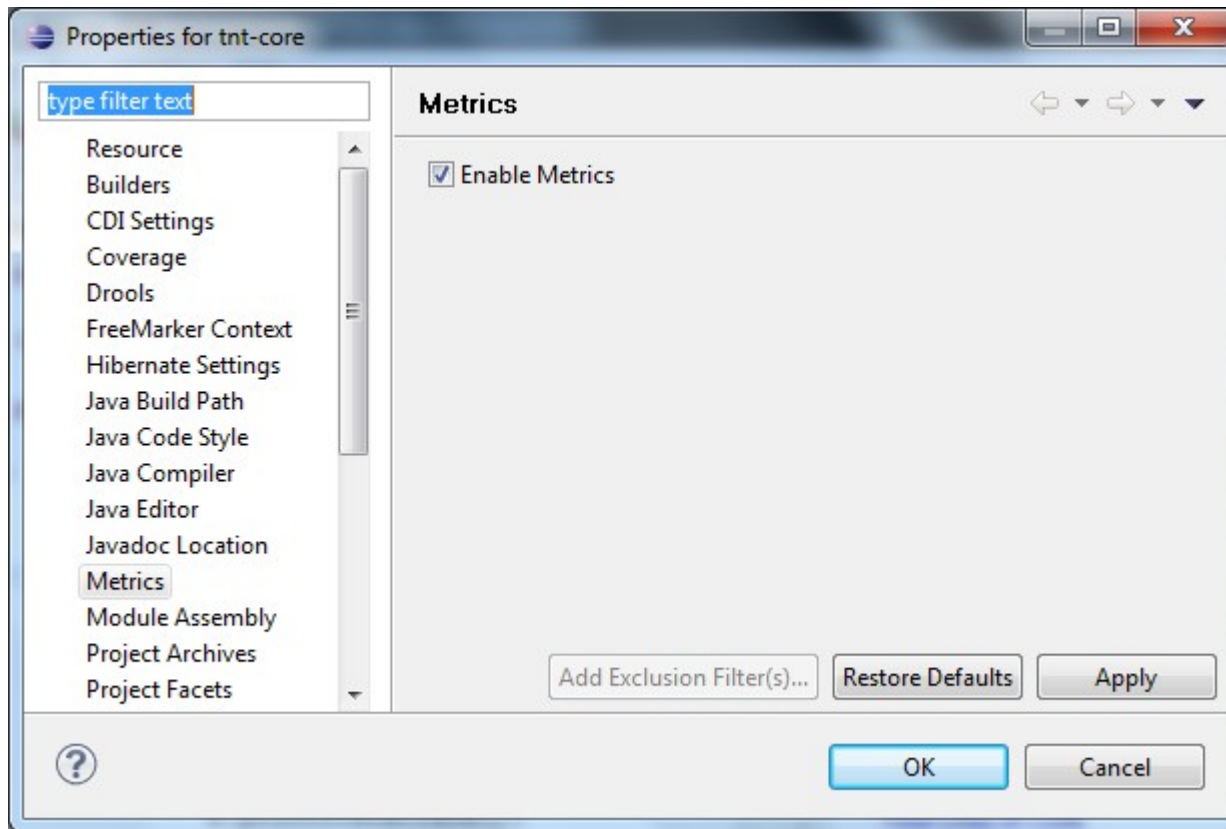 Properties for tnt-core
type filter text
Resource
Builders
CDI Settings
Coverage
Drools
FreeMarker Context
Hibernate Settings
Java Build Path
Java Code Style
Java Compiler
Java Editor
Javadoc Location
Metrics
Module Assembly
Project Archives
Project Facets
Metrics
Enable Metrics
Add Exclusion Filter(s)...
Restore Defaults
Apply
?
OK
Cancel